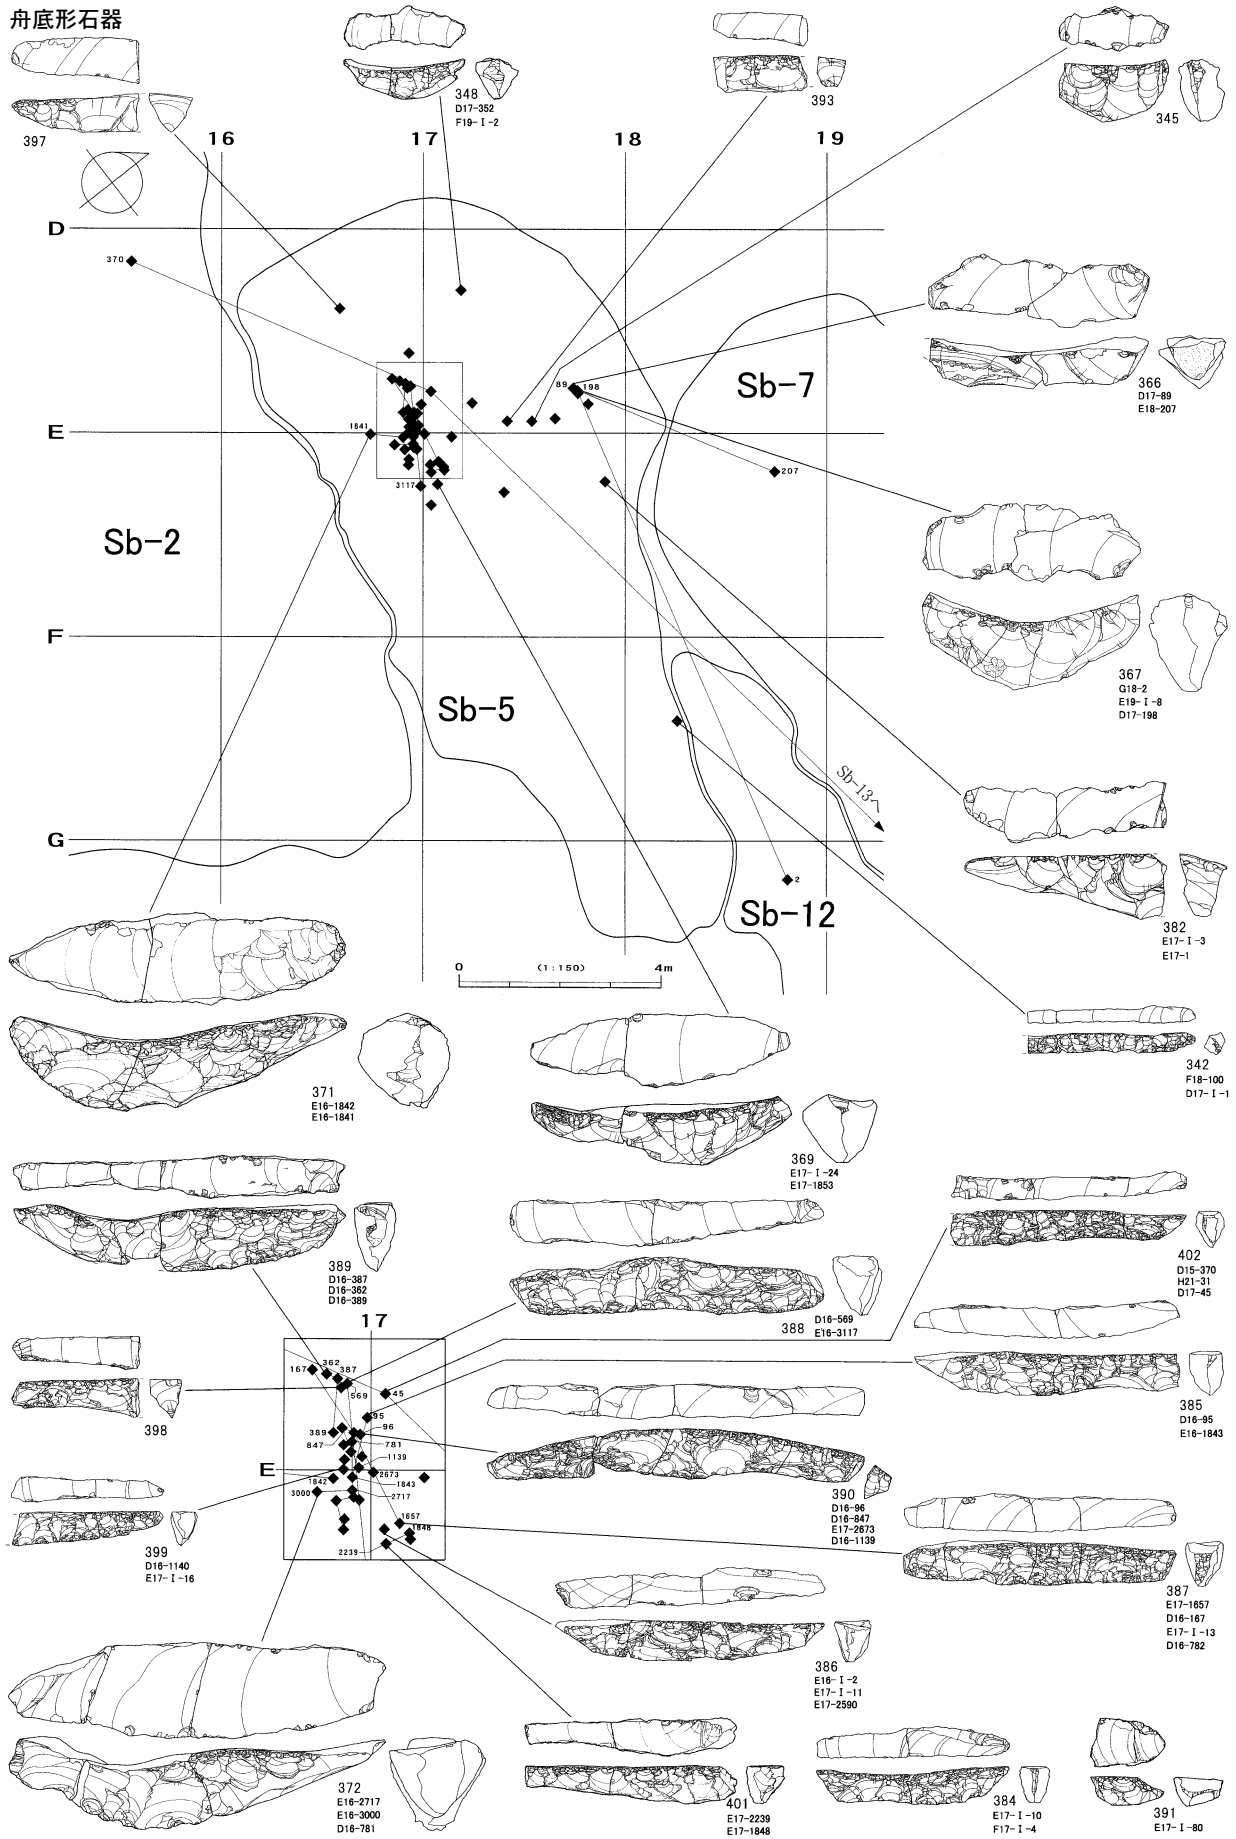 舟底形石器
397
348
D17-352
F19-Ⅰ-2
393
345
16
17
18
19
D
370
89
198
Sb-7
366
D17-89
E18-207
E
1841
207
3117
Sb-2
367
G18-2
E19-Ⅰ-8
D17-198
F
Sb-5
Sb-13へ
382
E17-Ⅰ-3
E17-1
G
2
Sb-12
0
(1:150)
4m
342
F18-100
D17-Ⅰ-1
371
E16-1842
E16-1841
369
E17-Ⅰ-24
E17-1853
389
D16-387
D16-362
D16-389
388
D16-569
E16-3117
402
D15-370
H21-31
D17-45
17
167
362
387
569
45
95
389
96
847
781
1139
E
2673
1842
1843
3000
2717
1657
1848
2239
398
385
D16-95
E16-1843
390
D16-96
D16-847
E17-2673
D16-1139
399
D16-1140
E17-Ⅰ-16
387
E17-1657
D16-167
E17-Ⅰ-13
D16-782
386
E16-Ⅰ-2
E17-Ⅰ-11
E17-2590
372
E16-2717
E16-3000
D16-781
401
E17-2239
E17-1848
384
E17-Ⅰ-10
F17-Ⅰ-4
391
E17-Ⅰ-80